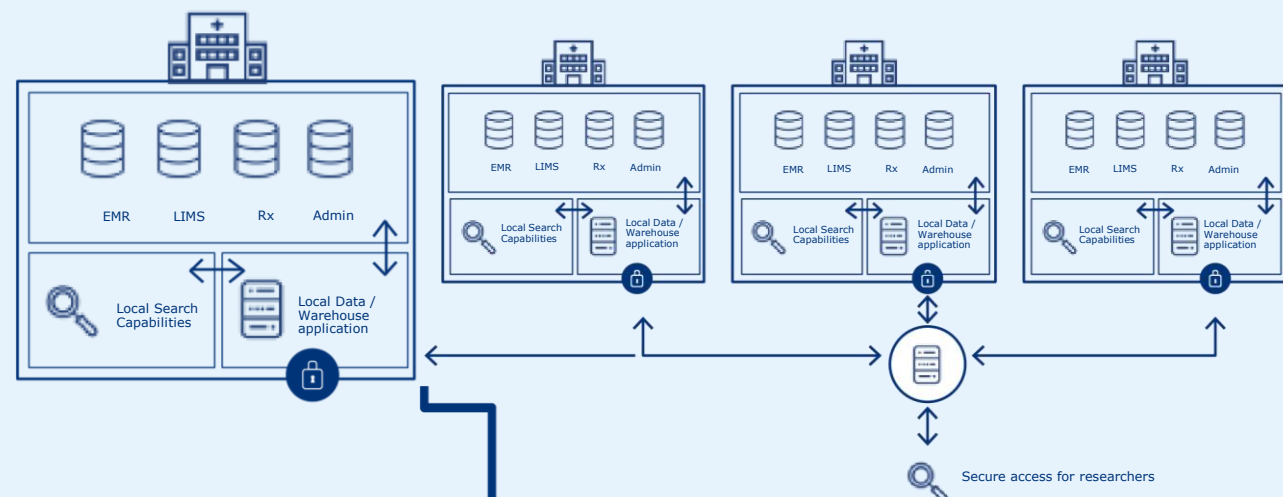 EMR LIMS Rx Admin
Local Search
Capabilities
Local Data /
Warehouse
application
EMR LIMS Rx Admin
Local Search
Capabilities
Local Data /
Warehouse
application
EMR LIMS Rx Admin
Local Search
Capabilities
Local Data /
Warehouse
application
EMR LIMS Rx Admin
Local Search
Capabilities
Local Data /
Warehouse
application
Secure access for researchers